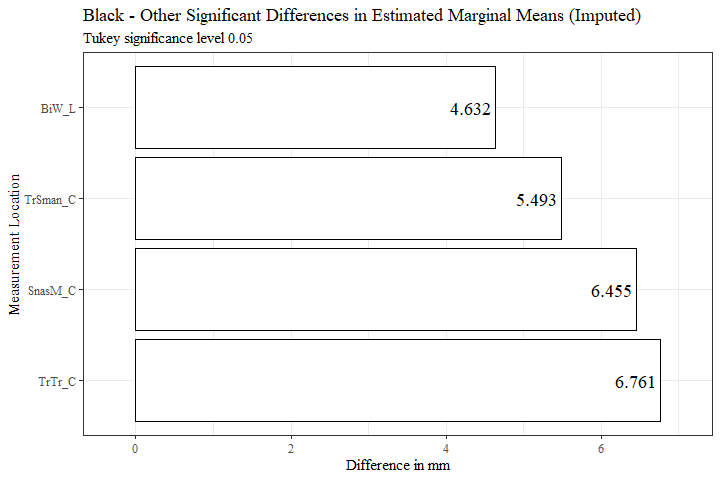 Black - Other Significant Differences in Estimated Marginal Means (Imputed)
Tukey significance level 0.05
Measurement Location
BiW_L
4.632
TrSman_C
5.493
SnasM_C
6.455
TrTr_C
6.761
0 2 4 6
Difference in mm